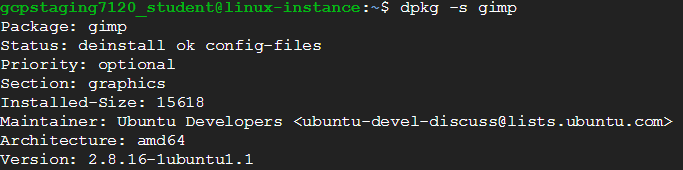 gcpstaging7120_student@linux-instance:~$ dpkg -s gimp
Package: gimp
Status: deinstall ok config-files
Priority: optional
Section: graphics
Installed-Size: 15618
Maintainer: Ubuntu Developers <ubuntu-devel-discuss@lists.ubuntu.com>
Architecture: amd64
Version: 2.8.16-1ubuntu1.1